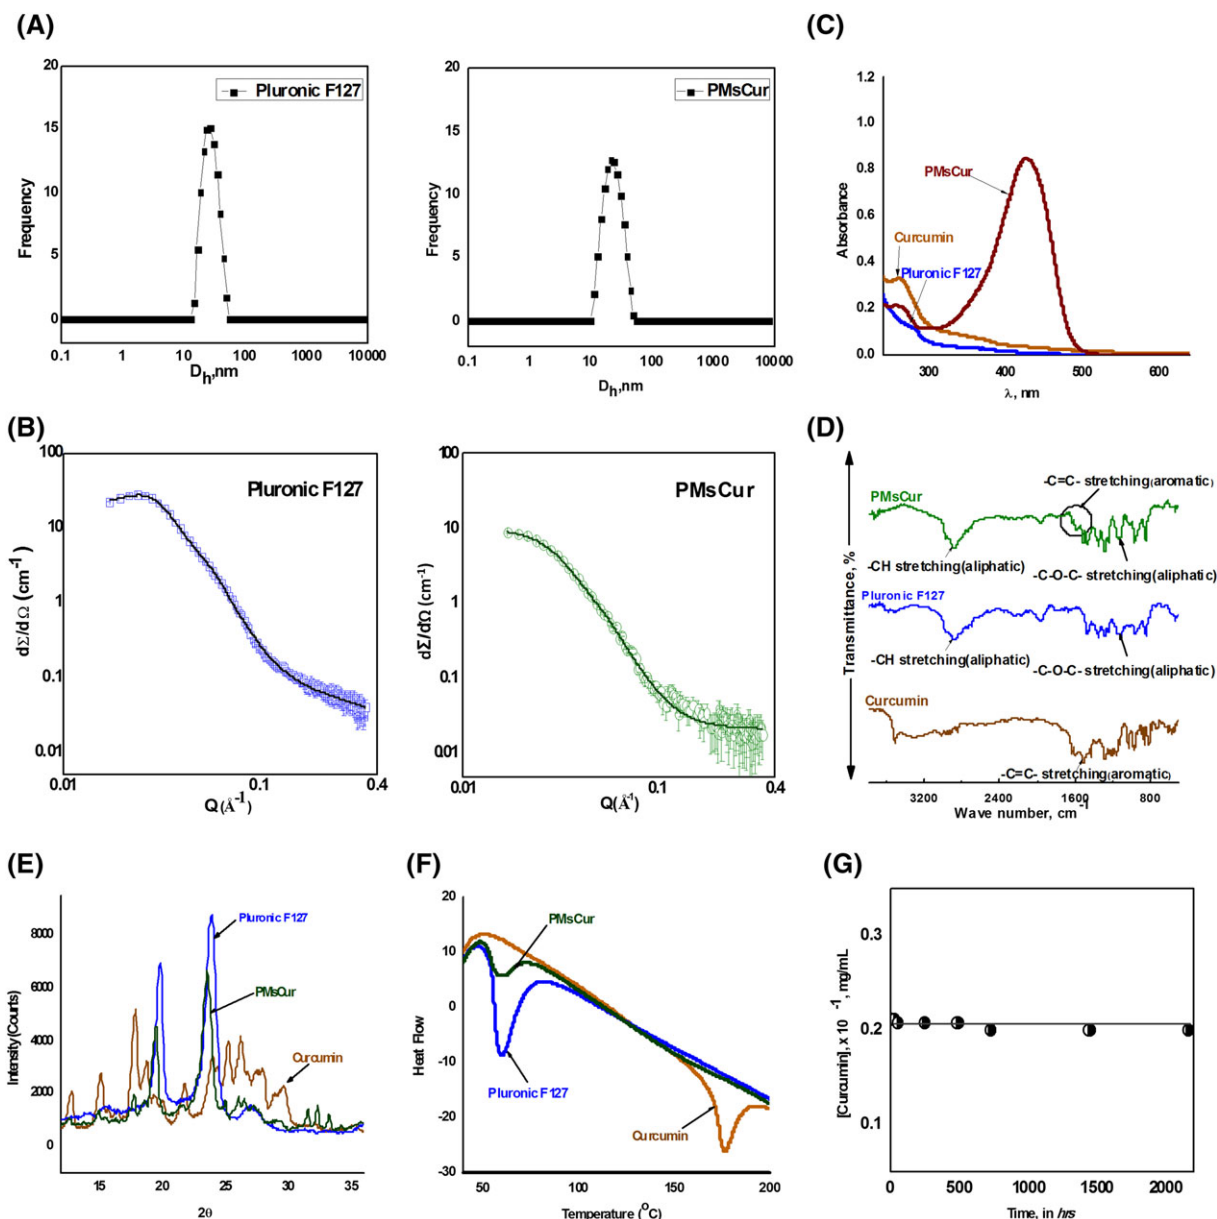 (A)
20
15
10
5
0
Frequency
Pluronic F127
0.1 1 10 100 1000 10000
Dh,nm
20
15
10
5
0
Frequency
PMsCur
0.1 1 10 100 1000 10000
Dh,nm
(C)
1.2
1.0
0.8
0.6
0.4
0.2
0.0
Absorbance
PMsCur
Curcumin
Pluronic F127
300 400 500 600
λ, nm
(B)
100
10
1
0.1
0.01
dΣ/dΩ (cm-1)
Pluronic F127
0.01 0.1 0.4
Q(Å-1)
100
10
1
0.1
0.01
dΣ/dΩ (cm-1)
PMsCur
0.01 0.1 0.4
Q(Å-1)
(D)
Transmittance, %
PMsCur
-C=C- stretching(aromatic)
-CH stretching(aliphatic)
-C-O-C- stretching(aliphatic)
Pluronic F127
-CH stretching(aliphatic)
-C-O-C- stretching(aliphatic)
Curcumin
-C=C- stretching(aromatic)
3200 2400 1600 800
Wave number, cm-1
(E)
8000
6000
4000
2000
0
Intensity(Counts)
Pluronic F127
PMsCur
Curcumin
15 20 25 30 35
2θ
(F)
20
10
0
-10
-20
-30
Heat Flow
PMsCur
Pluronic F127
Curcumin
50 100 150 200
Temperature (OC)
(G)
0.3
0.2
0.1
[Curcumin], x 10 -1, mg/mL
0 500 1000 1500 2000
Time, in hrs